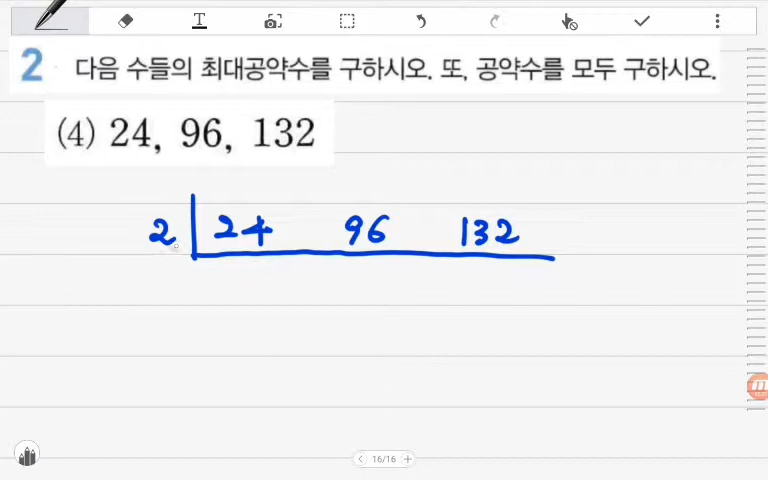 T
2 다음 수들의 최대공약수를 구하시오. 또, 공약수를 모두 구하시오.
(4) 24, 96, 132
2 24 96 132
16/16